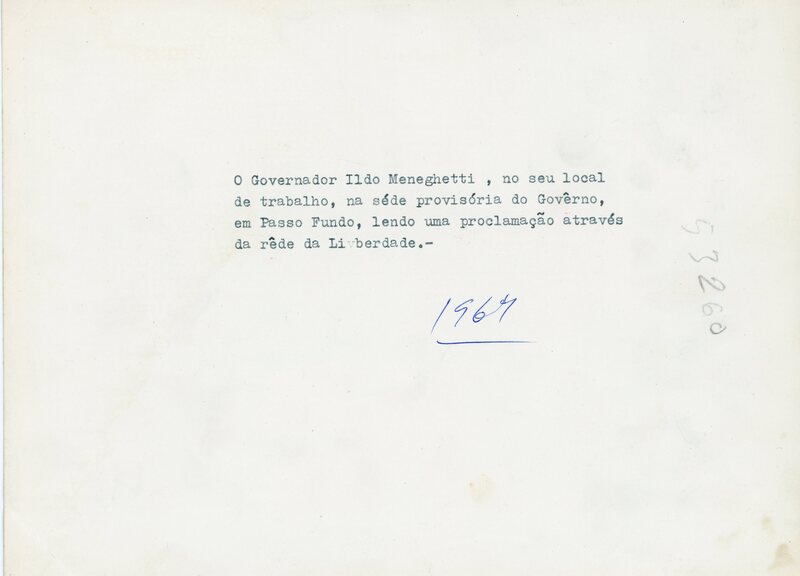 O Governador Ildo Meneghetti , no seu local
de trabalho, na séde provisória do Govêrno,
em Passo Fundo, lendo uma proclamação através
da rêde da Liberdade.-
1964
53260